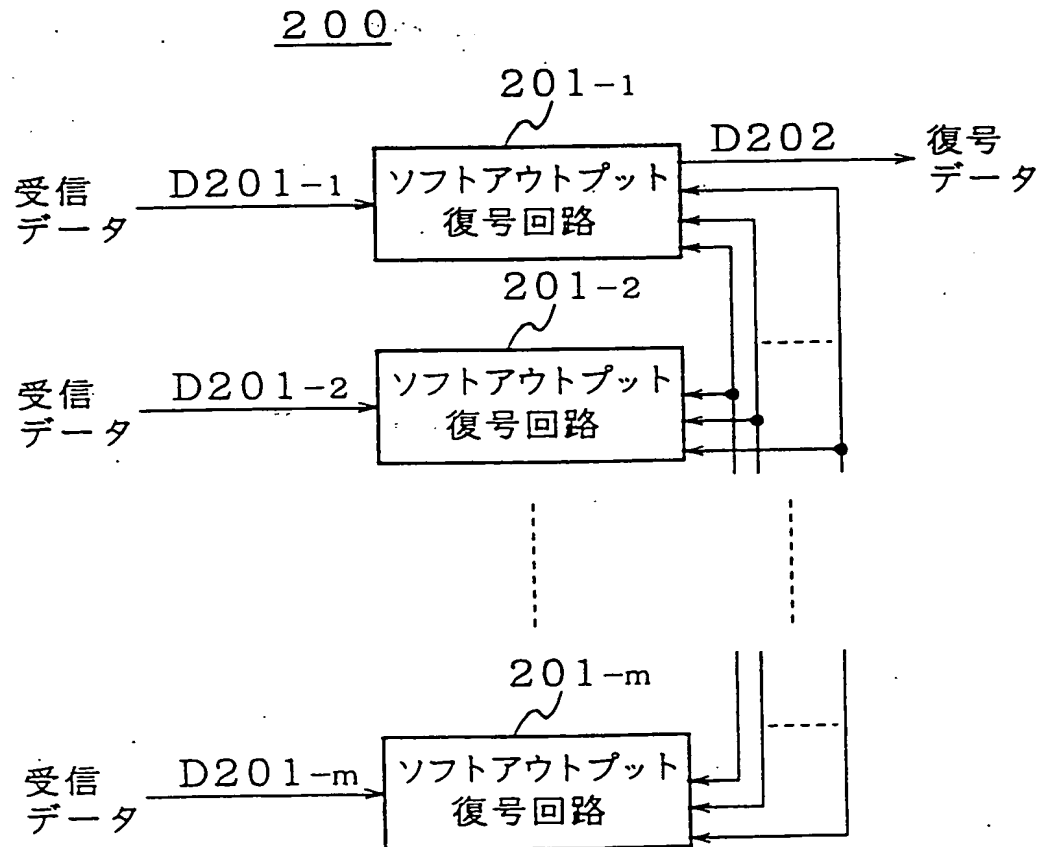 200
201-1
受信
データ
D201-1
ソフトアウトプット
復号回路
D202
復号
データ
201-2
受信
データ
D201-2
ソフトアウトプット
復号回路
201-m
受信
データ
D201-m
ソフトアウトプット
復号回路